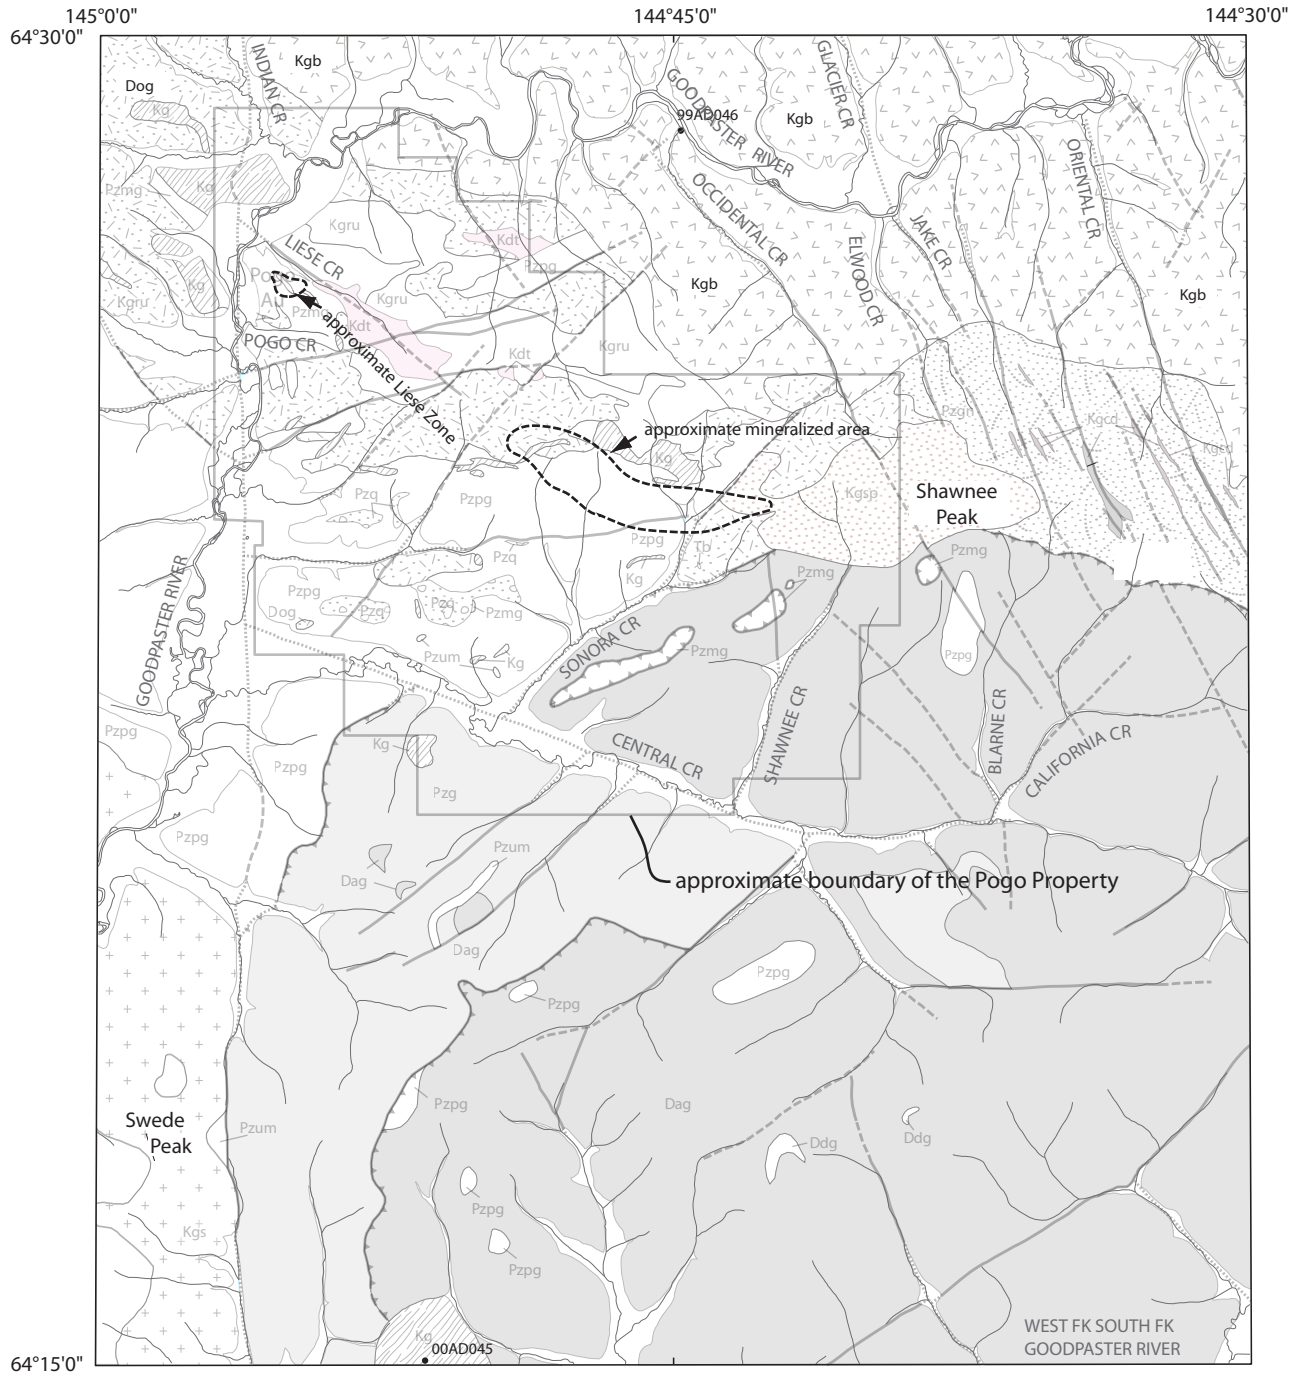 145°0'0"
144°45'0"
144°30'0"
64°30'0"
INDIAN CR
Kgb
Dog
Kg
GOODPASTER RIVER
99AD046
GLACIER CR
Kgb
ORIENTAL CR
Pzmg
Kg
OCCIDENTAL CR
Kgru
LIESE CR
Kdt
JAKE CR
ELWOOD CR
Kg
Kgru
Kgb
Kgb
Kgru
Pzmg
Kdt
approximate Liese Zone
POGO CR
Kdt
Kgru
Pzgn
Kgcd
Kgcd
approximate mineralized area
Kg
Pzq
Pzpg
Kgsp
Shawnee
Peak
Pzpg
Tb
Pzmg
Pzq
Kg
Pzmg
Pzpg
Dog
Pzq
Pzq
Pzmg
GOODPASTER RIVER
SONORA CR
Pzum
Kg
Pzmg
Pzpg
SHAWNEE CR
BLARNE CR
CALIFORNIA CR
Pzpg
Kg
CENTRAL CR
Pzpg
Pzg
Pzpg
Pzum
Dag
approximate boundary of the Pogo Property
Dag
Pzpg
Pzpg
Pzpg
Dag
Swede
Peak
Pzum
Ddg
Ddg
Pzpg
Kgs
Pzpg
Kg
00AD045
WEST FK SOUTH FK
GOODPASTER RIVER
64°15'0"